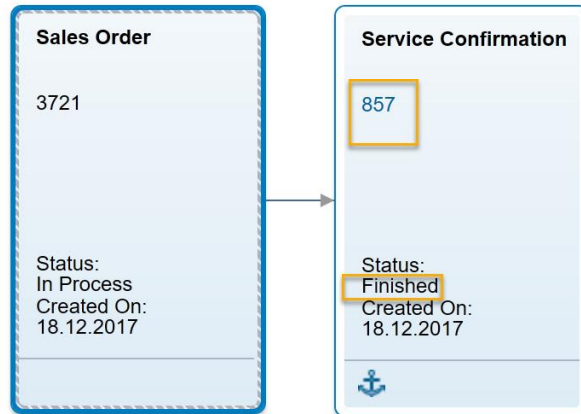 Sales Order
3721
Status:
In Process
Created On:
18.12.2017
Service Confirmation
857
Status:
Finished
Created On:
18.12.2017